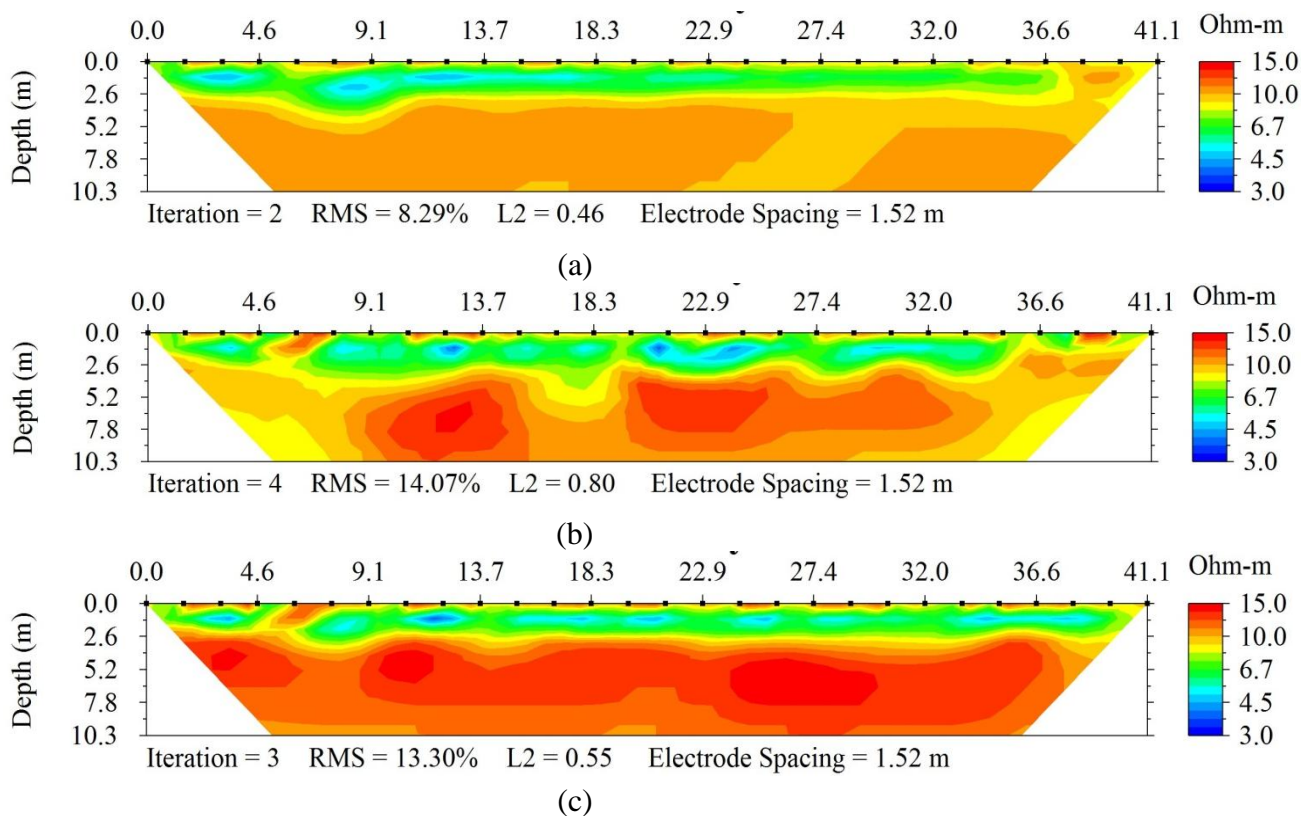 0.0 4.6 9.1 13.7 18.3 22.9 27.4 32.0 36.6 41.1 Ohm-m
Depth (m)
0.0
2.6
5.2
7.8
10.3
15.0
10.0
6.7
4.5
3.0
Iteration = 2 RMS = 8.29% L2 = 0.46 Electrode Spacing = 1.52 m
(a)
0.0 4.6 9.1 13.7 18.3 22.9 27.4 32.0 36.6 41.1 Ohm-m
Depth (m)
0.0
2.6
5.2
7.8
10.3
15.0
10.0
6.7
4.5
3.0
Iteration = 4 RMS = 14.07% L2 = 0.80 Electrode Spacing = 1.52 m
(b)
0.0 4.6 9.1 13.7 18.3 22.9 27.4 32.0 36.6 41.1 Ohm-m
Depth (m)
0.0
2.6
5.2
7.8
10.3
15.0
10.0
6.7
4.5
3.0
Iteration = 3 RMS = 13.30% L2 = 0.55 Electrode Spacing = 1.52 m
(c)